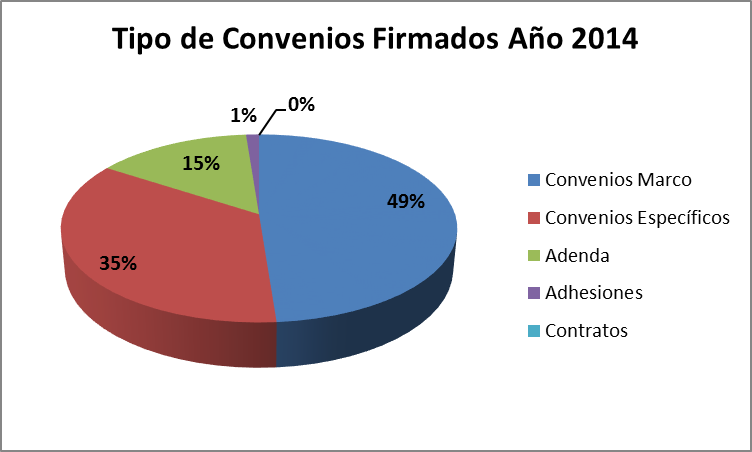 Tipo de Convenios Firmados Año 2014
0%
1%
15%
49%
35%
Convenios Marco
Convenios Específicos
Adenda
Adhesiones
Contratos